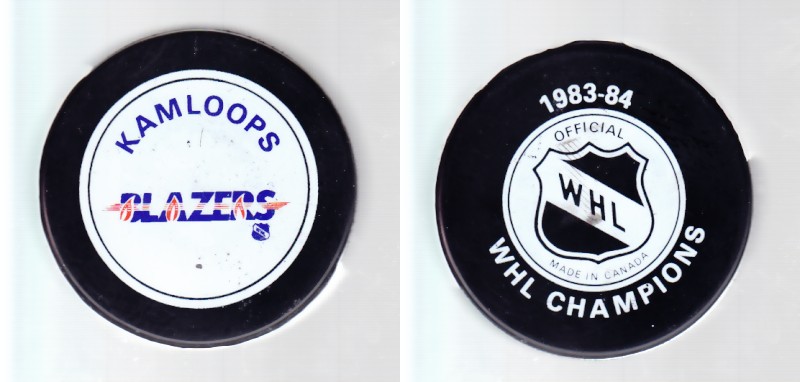 KAMLOOPS
BLAZERS
1983-84
OFFICIAL
WHL
MADE IN CANADA
WHL CHAMPIONS